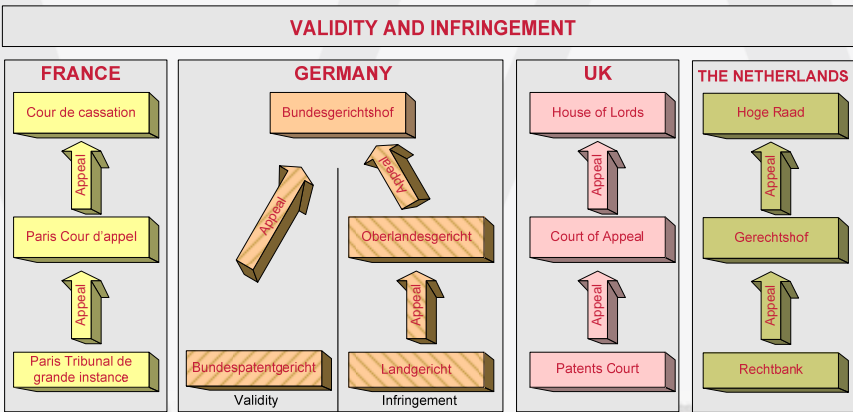 VALIDITY AND INFRINGEMENT
FRANCE
Cour de cassation
Appeal
Paris Cour d'appel
Appeal
Paris Tribunal de
grande instance
GERMANY
Bundesgerichtshof
Appeal
Appeal
Oberlandesgericht
Appeal
Bundespatentgericht
Landgericht
Validity
Infringement
UK
House of Lords
Appeal
Court of Appeal
Appeal
Patents Court
THE NETHERLANDS
Hoge Raad
Appeal
Gerechtshof
Appeal
Rechtbank